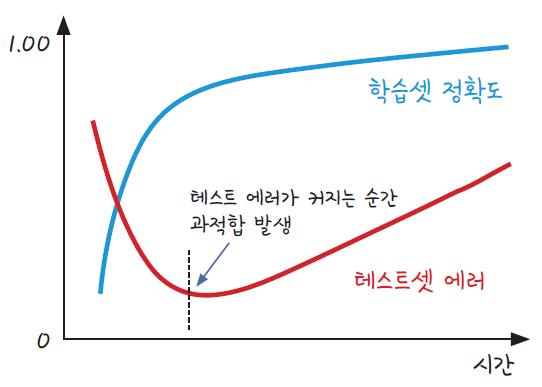 1.00
학습셋 정확도
테스트 에러가 커지는 순간
과적합 발생
테스트셋 에러
0
시간